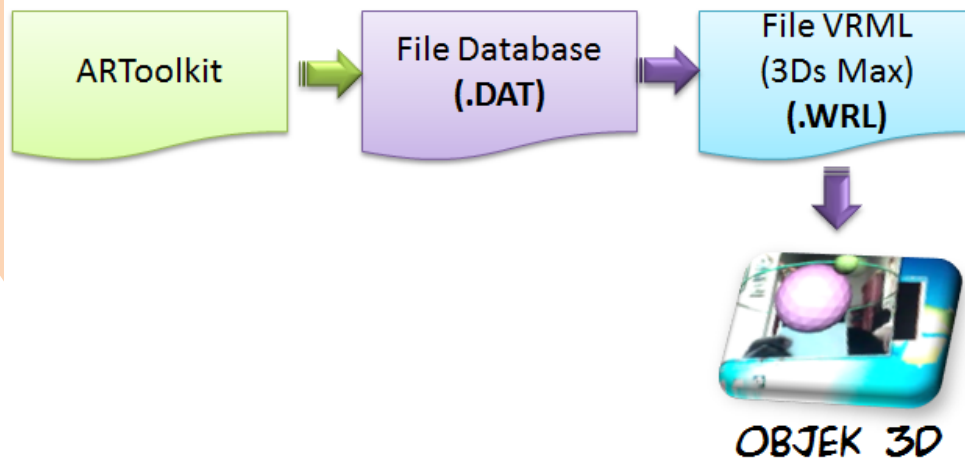 ARToolkit
File Database
(.DAT)
File VRML
(3Ds Max)
(.WRL)
OBJEK 3D